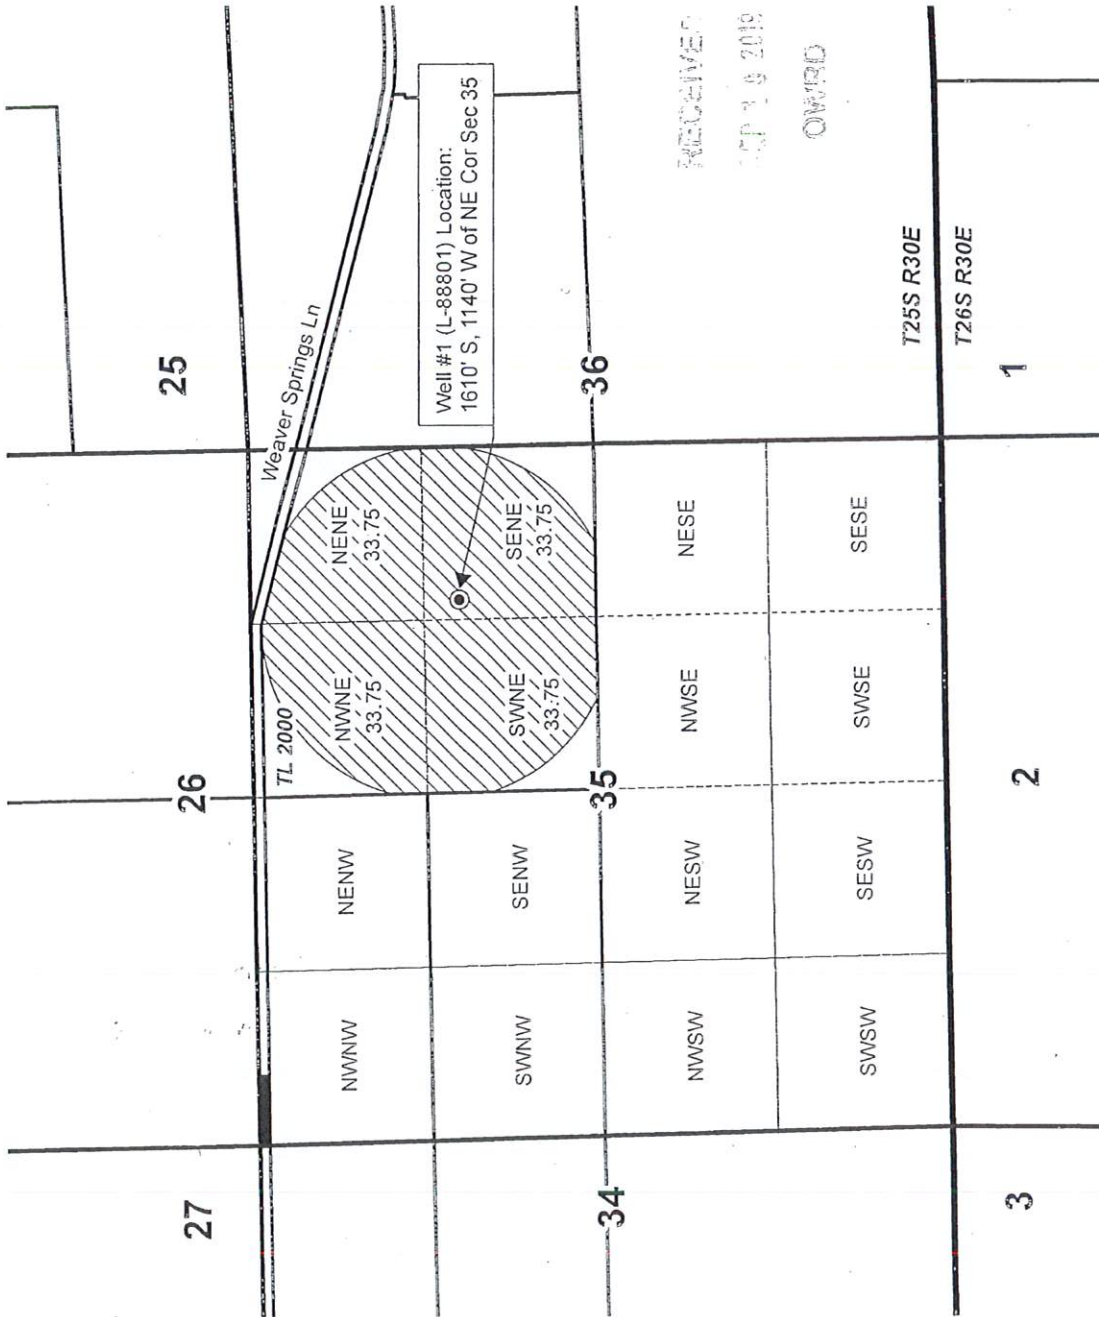 27
26
25
Weaver Springs Ln
TL 2000
NWNW
NENW
NWNE
33.75
NENE
33.75
Well #1 (L-88801) Location:
1610' S, 1140' W of NE Cor Sec 35
SWNW
SENW
SWNE
33.75
SENE
33.75
34
35
36
NWSW
NESW
NWSE
NESE
RECEIVED
2019
OWRD
SWSW
SESW
SWSE
SESE
T25S R30E
T26S R30E
3
2
1